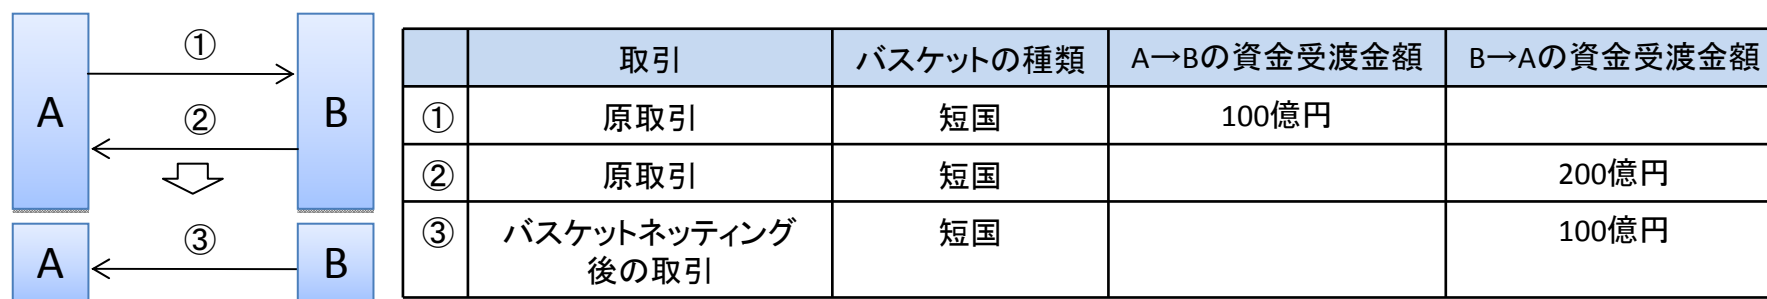 A
B
①
②
A
B
③
取引 バスケットの種類 A→Bの資金受渡金額 B→Aの資金受渡金額
① 原取引 短国 100億円
② 原取引 短国 200億円
③ バスケットネッティング 短国 100億円
後の取引